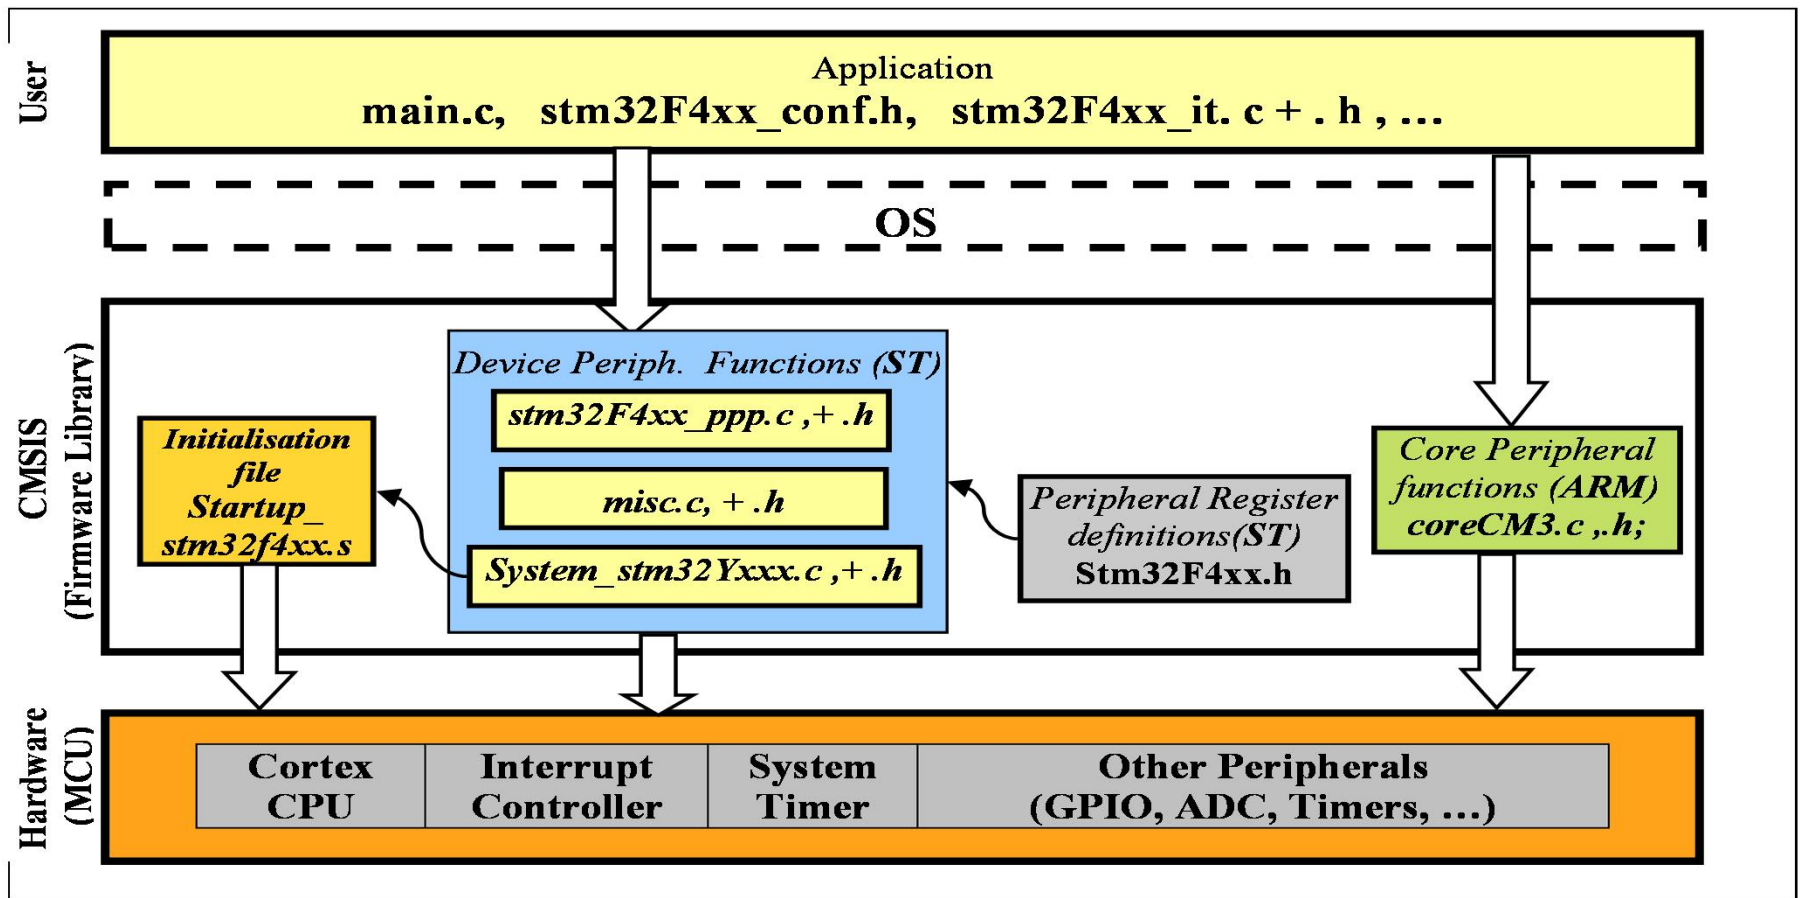 User
Application
main.c, stm32F4xx_conf.h, stm32F4xx_it. c + . h , ...
OS
CMSIS
(Firmware Library)
Device Periph. Functions (ST)
stm32F4xx_ppp.c ,+ .h
misc.c, + .h
System_stm32Yxxx.c ,+ .h
Initialisation
file
Startup_
stm32f4xx.s
Peripheral Register
definitions(ST)
Stm32F4xx.h
Core Peripheral
functions (ARM)
coreCM3.c ,.h;
Hardware
(MCU)
Cortex
CPU
Interrupt
Controller
System
Timer
Other Peripherals
(GPIO, ADC, Timers, ...)